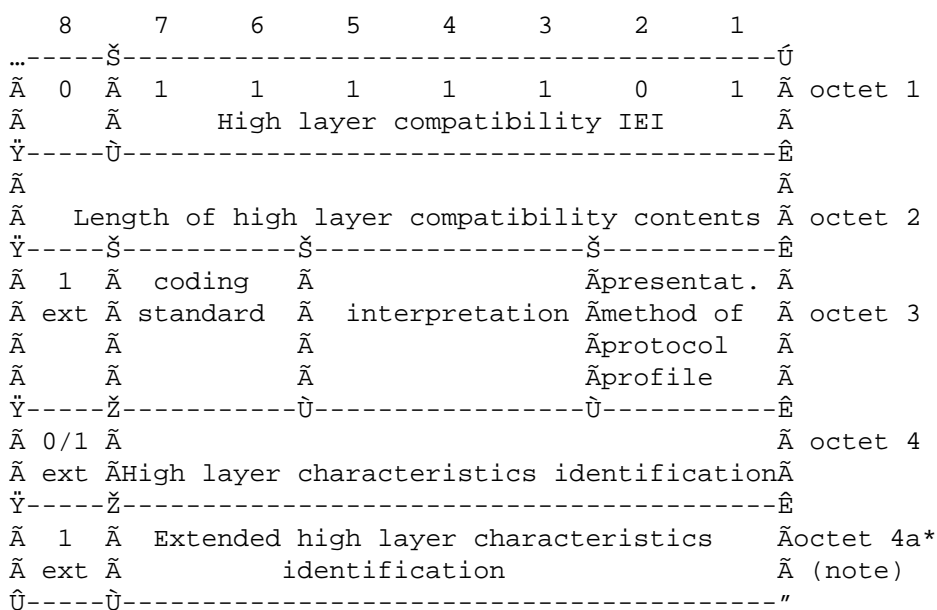 8 7 6 5 4 3 2 1
…-----Š---------------------------------------Ú
Ã 0 Ã 1 1 1 1 1 0 1 Ã octet 1
Ã Ã High layer compatibility IEI Ã
Ÿ-----Ù---------------------------------------Ê
Ã Ã
Ã Length of high layer compatibility contents Ã octet 2
Ÿ-----Š-----------Š----------------Š----------Ê
Ã 1 Ã coding Ã Ãpresentat. Ã
Ã ext Ã standard Ã interpretation Ãmethod of Ã octet 3
Ã Ã Ã Ãprotocol Ã
Ã Ã Ã Ãprofile Ã
Ÿ-----Ž-----------Ù----------------Ù----------Ê
Ã 0/1 Ã Ã octet 4
Ã ext ÃHigh layer characteristics identificationÃ
Ÿ-----Ž---------------------------------------Ê
Ã 1 Ã Extended high layer characteristics Ãoctet 4a*
Ã ext Ã identification Ã (note)
Û-----Ù---------------------------------------"